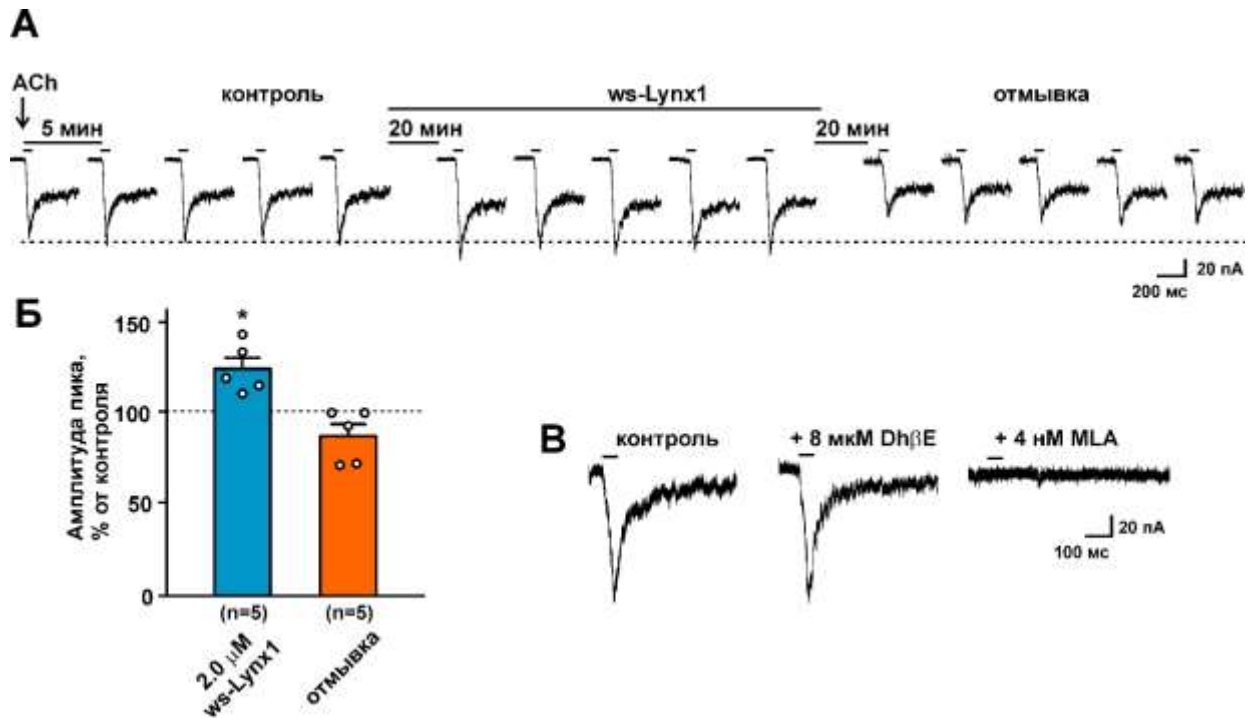 А
ACh
контроль
ws-Lynx1
отмывка
5 мин
20 мин
20 мин
20 пА
200 мс
Б
Амплитуда пика,
% от контроля
150
100
50
0
*
(n=5)
(n=5)
2.0 μM
ws-Lynx1
отмывка
В
контроль
+ 8 мкМ DhβE
+ 4 нМ MLA
20 пА
100 мс